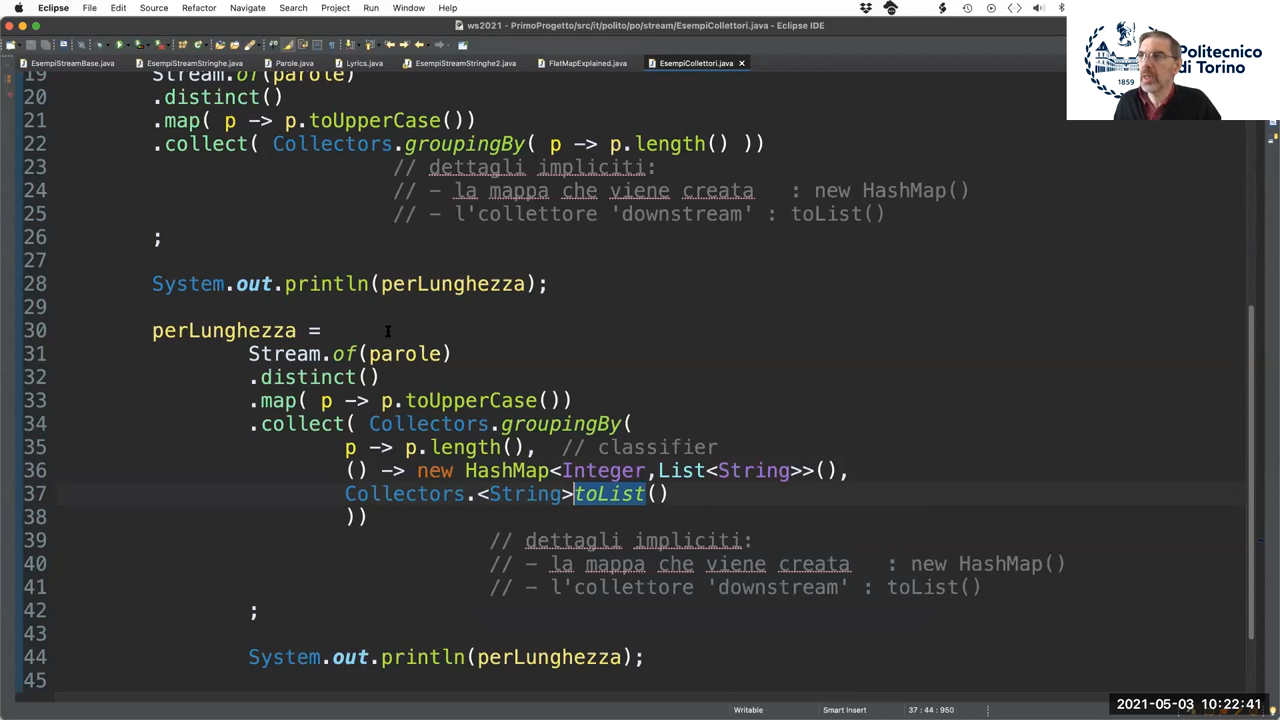 Eclipse File Edit Source Refactor Navigate Search Project Run Window Help
ws2021 - PrimoProgetto/src/it/polito/po/stream/EsempiCollettori.java - Eclipse IDE
EsempiStreamBase.java EsempiStreamStringhe.java Parole.java Lyrics.java EsempiStreamStringhe2.java FlatMapExplained.java EsempiCollettori.java
Politecnico
di Torino
1859
19 Stream.of(parole)
20 .distinct()
21 .map( p -> p.toUpperCase())
22 .collect( Collectors.groupingBy( p -> p.length() ))
23 // dettagli impliciti:
24 // - la mappa che viene creata : new HashMap()
25 // - l'collettore 'downstream' : toList()
26 ;
27
28 System.out.println(perLunghezza);
29
30 perLunghezza =
31 Stream.of(parole)
32 .distinct()
33 .map( p -> p.toUpperCase())
34 .collect( Collectors.groupingBy(
35 p -> p.length(), // classifier
36 () -> new HashMap<Integer,List<String>>(),
37 Collectors.<String>toList()
38 ))
39 // dettagli impliciti:
40 // - la mappa che viene creata : new HashMap()
41 // - l'collettore 'downstream' : toList()
42 ;
43
44 System.out.println(perLunghezza);
45
Writable Smart Insert 37 : 44 : 950
2021-05-03 10:22:41